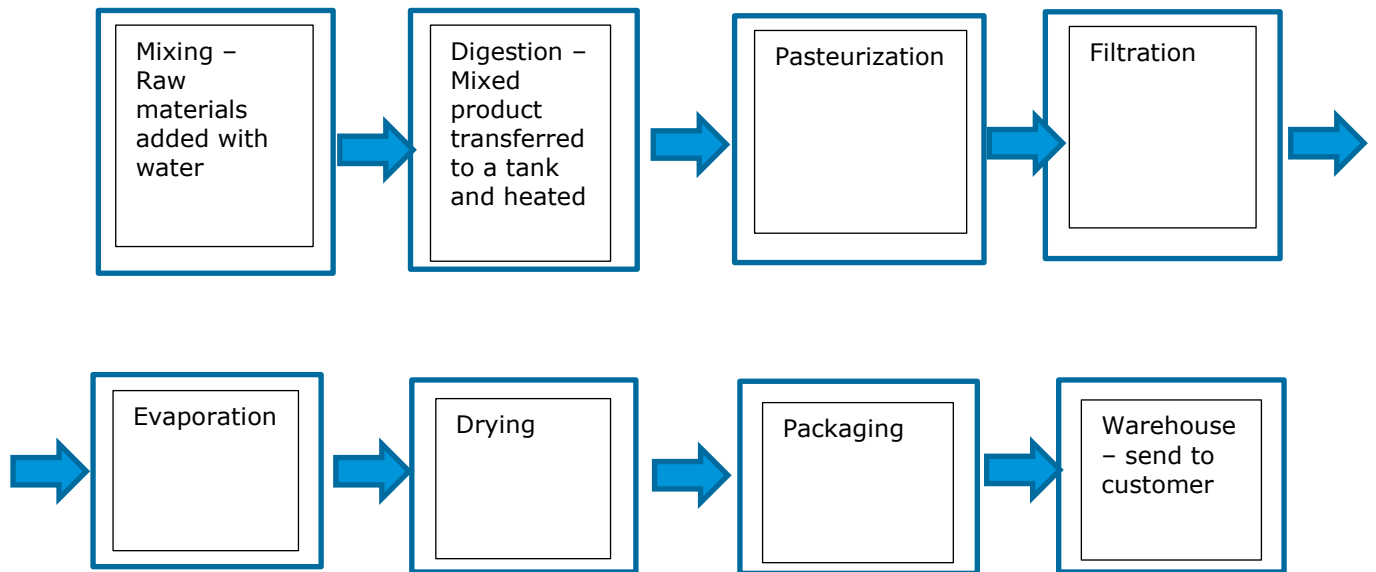 Mixing –
Raw
materials
added with
water
Digestion –
Mixed
product
transferred
to a tank
and heated
Pasteurization
Filtration
Evaporation
Drying
Packaging
Warehouse
– send to
customer